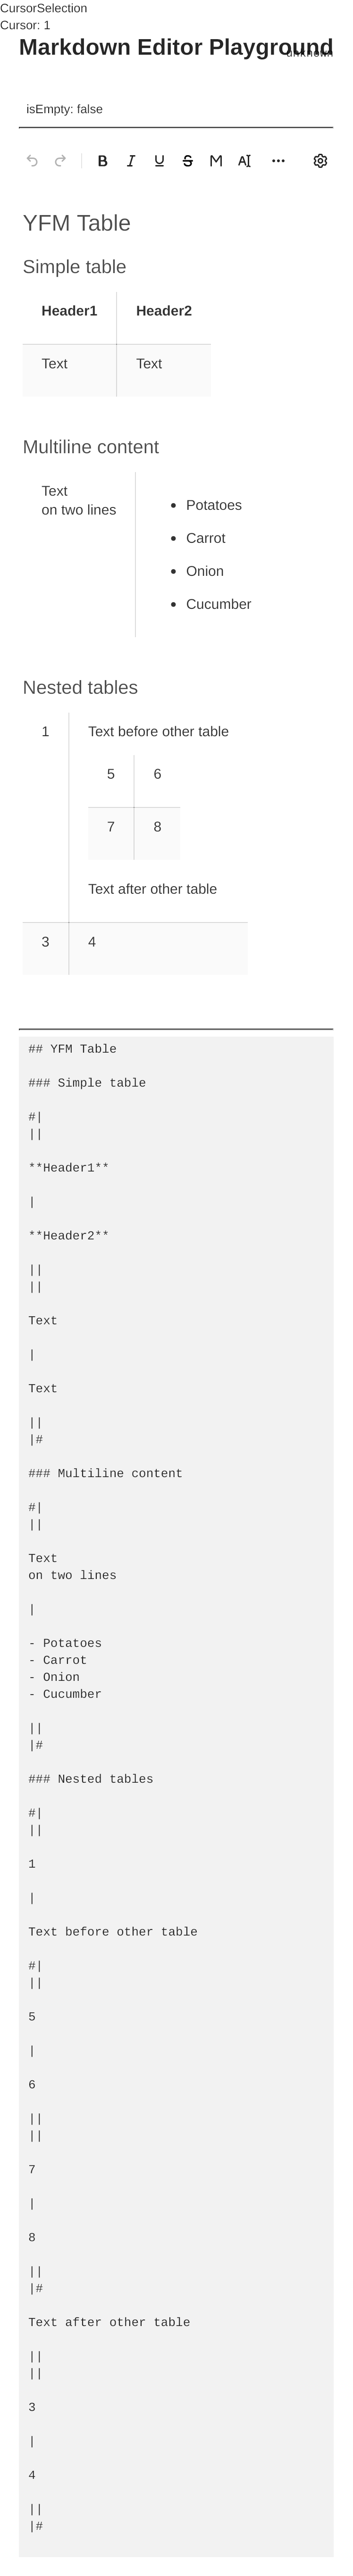 CursorSelection
Cursor: 1
Markdown Editor Playground
unknown
isEmpty: false
B I U S M A
YFM Table
Simple table
Header1 Header2
Text Text
Multiline content
Text
on two lines
• Potatoes
• Carrot
• Onion
• Cucumber
Nested tables
1 Text before other table
5 6
7 8
Text after other table
3 4
## YFM Table
### Simple table
#|
||
**Header1**
|
**Header2**
||
||
Text
|
Text
||
|#
### Multiline content
#|
||
Text
on two lines
|
- Potatoes
- Carrot
- Onion
- Cucumber
||
|#
### Nested tables
#|
||
1
|
Text before other table
#|
||
5
|
6
||
||
7
|
8
||
|#
Text after other table
||
||
3
|
4
||
|#